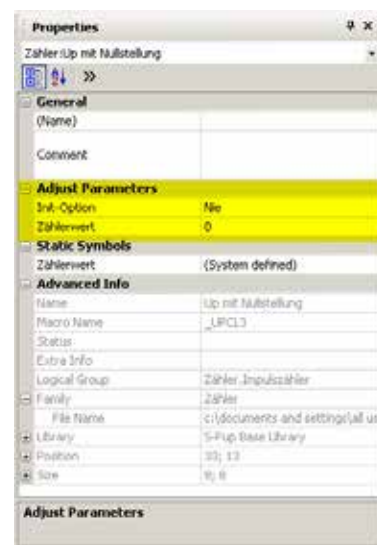 Properties
Zähler:Up mit Nullstellung
General
(Name)
Comment
Adjust Parameters
Init-Option Nie
Zählerwert 0
Static Symbols
Zählerwert (System defined)
Advanced Info
Name Up mit Nullstellung
Macro Name
Status
Extra Info
Logical Group Zähler.Impulszähler
Family Zähler
File Name c:\documents and settings\all us
Library S-Fup Base Library
Position 33; 13
Size
Adjust Parameters